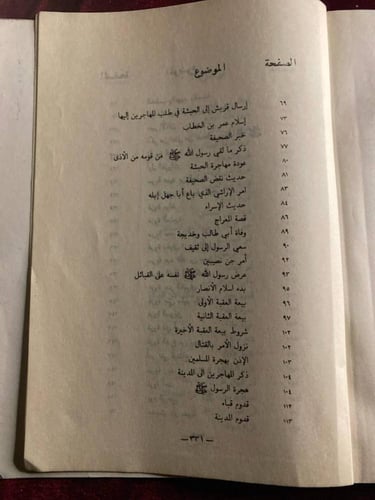 الموضوع الصفحة
إرسال قريش إلى الحبشة في طلب المهاجرين إليها ٦٩
إسلام عمر بن الخطاب ٧٣
خبر الصحيفة ٧٦
ذكر ما لقي رسول الله ﷺ من قومه من الأذى ٧٧
عودة مهاجرة الحبشة ٨٠
حديث نقض الصحيفة ٨١
امر الإراشي الذي باع أبا جهل إبله ٨٣
حديث الإسراء ٨٤
قصة المعراج ٨٦
وفاة أبي طالب وخديجة ٨٩
سعي الرسول إلى ثقيف ٩٠
أمر جن نصيبين ٩٢
عرض رسول الله ﷺ نفسه على القبائل ٩٣
بدء اسلام الأنصار ٩٥
بيعة العقبة الأولى ٩٦
بيعة العقبة الثانية ٩٧
شروط بيعة العقبة الأخيرة ١٠٢
نزول الأمر بالقتال ١٠٢
الإذن بهجرة المسلمين ١٠٣
ذكر المهاجرين الى المدينة ١٠٤
هجرة الرسول ﷺ ١٠٤
قدوم قباء ١١٢
قدوم المدينة ١١٣
— ٣٣١ —